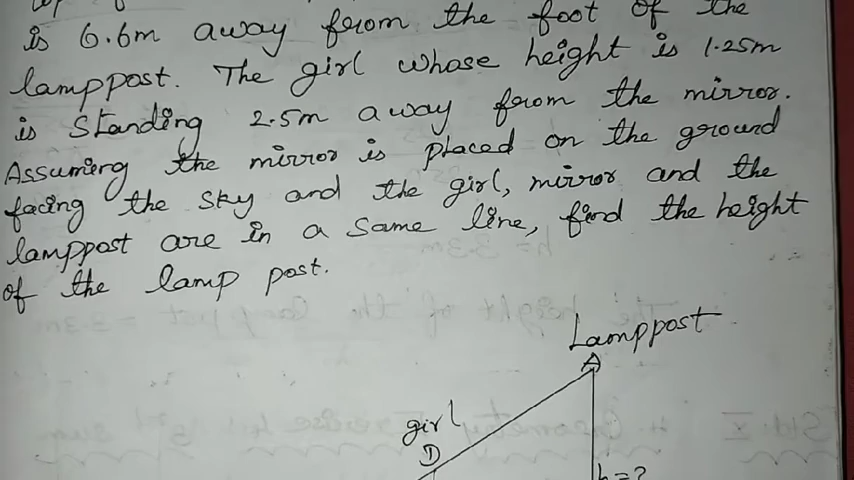 is 6.6m away from the foot of the
lamppost. The girl whose height is 1.25m
is standing 2.5m away from the mirror.
Assuming the mirror is placed on the ground
facing the sky and the girl, mirror and the
lamppost are in a same line, find the height
of the lamp post.
Lamppost
A
girl
D
h=?